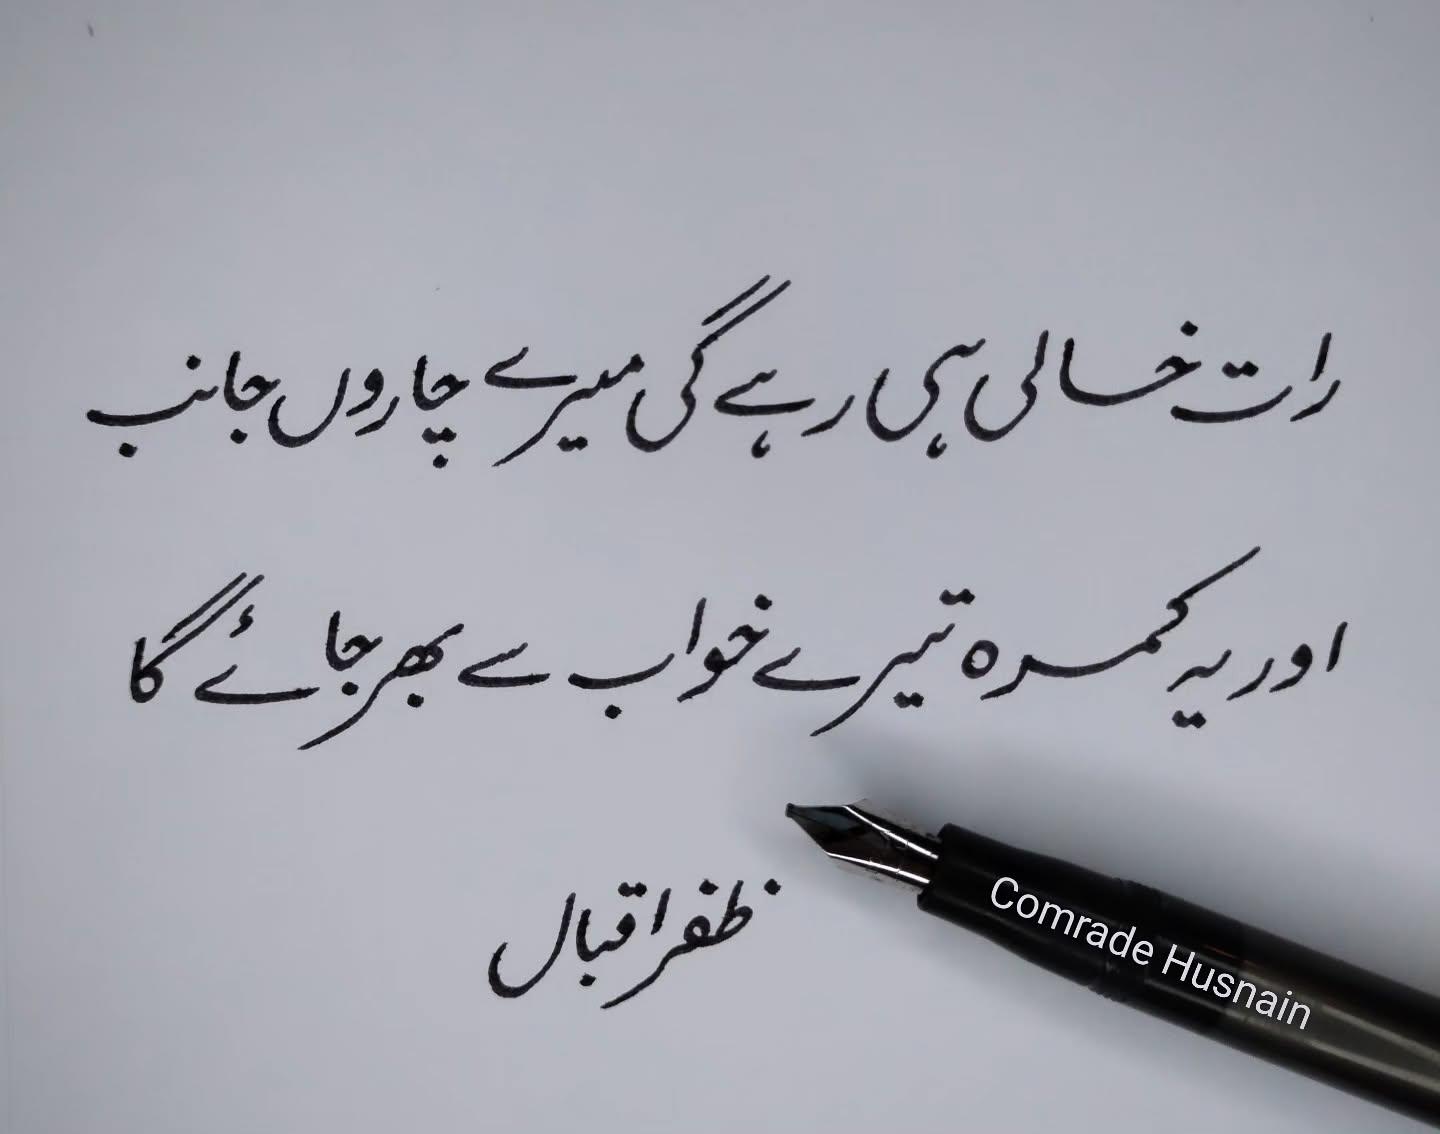 رات خالی ہی رہے گی میرے چاروں جانب
اور یہ کمرہ تیرے خواب سے بھر جائے گا
ظفر اقبال
Comrade Husnain